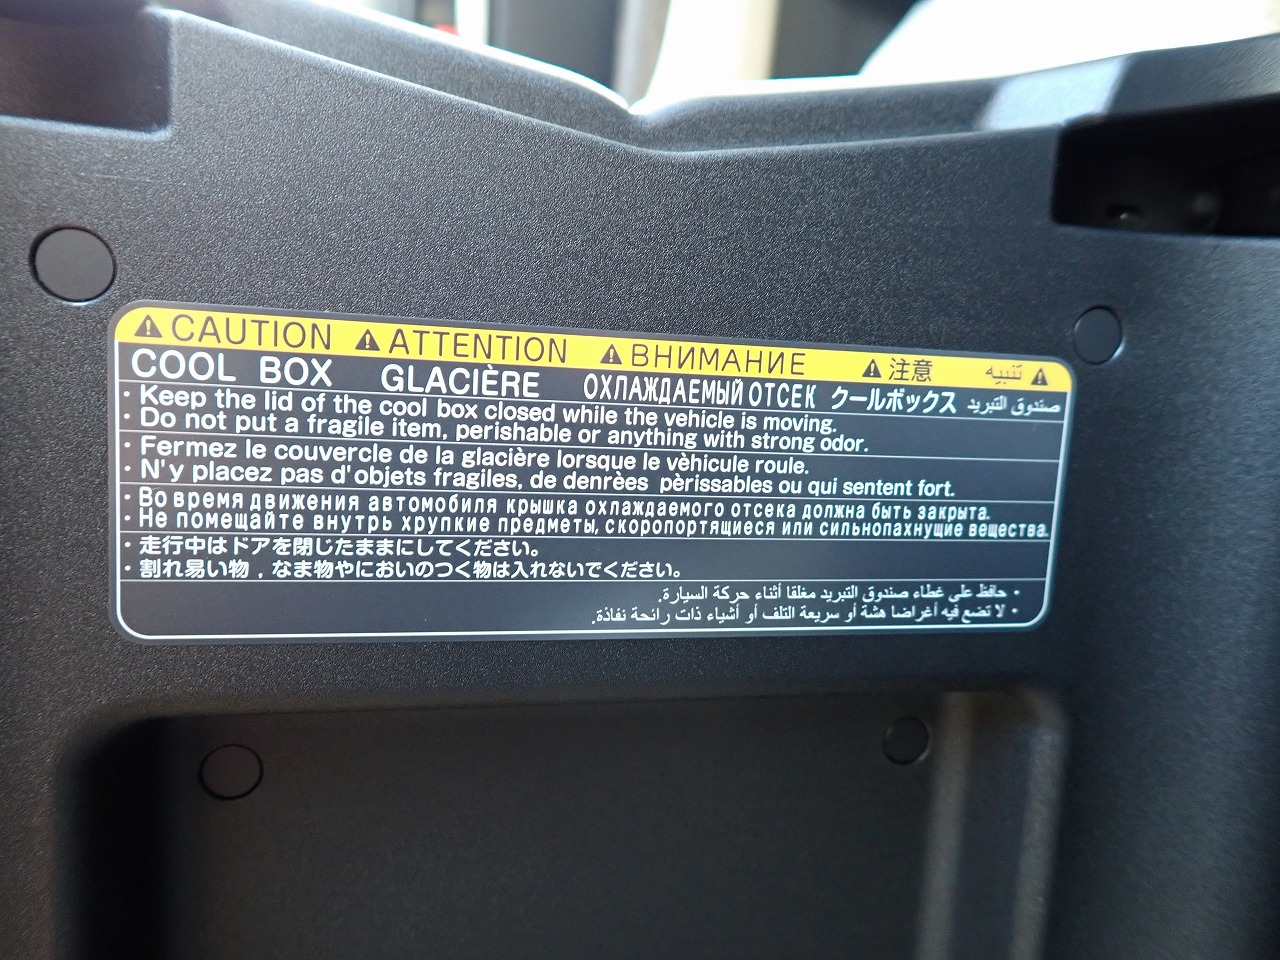 ⚠CAUTION ⚠ATTENTION ⚠ВНИМАНИЕ ⚠注意 تنبيه⚠
COOL BOX GLACIÈRE ОХЛАЖДАЕМЫЙ ОТСЕК クールボックス صندوق التبريد
・Keep the lid of the cool box closed while the vehicle is moving.
・Do not put a fragile item, perishable or anything with strong odor.
・Fermez le couvercle de la glacière lorsque le vèhicule roule.
・N'y placez pas d'objets fragiles, de denrèes pèrissables ou qui sentent fort.
・Во время движения автомобиля крышка охлаждаемого отсека должна быть закрыта.
・Не помещайте внутрь хрупкие предметы, скоропортящиеся или сильнопахнущие вещества.
・走行中はドアを閉じたままにしてください。
・割れ易い物，なま物やにおいのつく物は入れないでください。
・حافظ على غطاء صندوق التبريد مغلقا أثناء حركة السيارة.
・لا تضع فيه أغراضا هشة أو سريعة التلف أو أشياء ذات رائحة نفاذة.